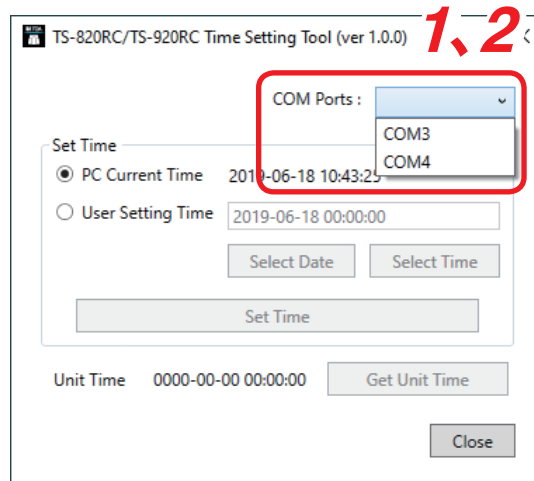 TS-820RC/TS-920RC Time Setting Tool (ver 1.0.0)
1、2
COM Ports :
COM3
COM4
Set Time
PC Current Time 2019-06-18 10:43:25
User Setting Time 2019-06-18 00:00:00
Select Date Select Time
Set Time
Unit Time 0000-00-00 00:00:00 Get Unit Time
Close